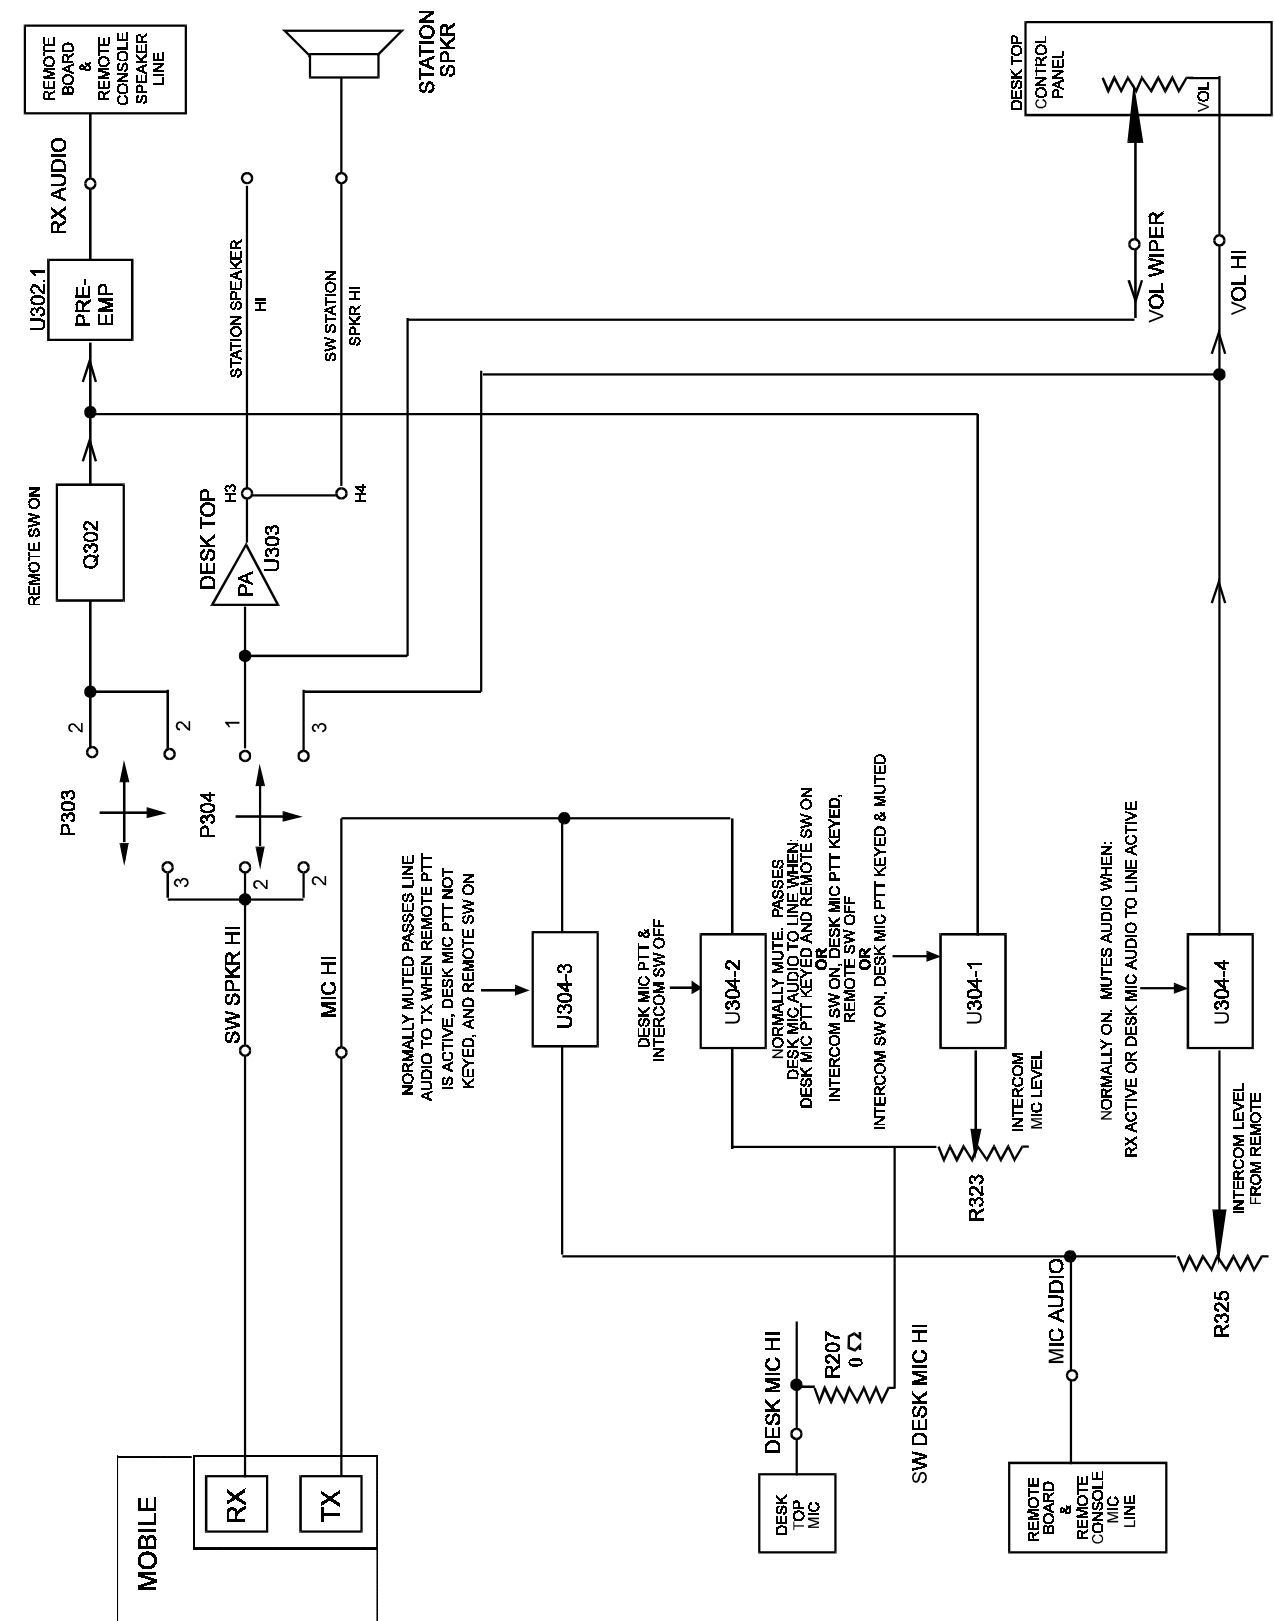 REMOTE
BOARD
&
REMOTE
CONSOLE
SPEAKER
LINE
STATION
SPKR
DESK TOP
CONTROL
PANEL
VOL
RX AUDIO
U302.1
PRE-
EMP
STATION SPEAKER
HI
SW STATION
SPKR HI
VOL WIPER
VOL HI
REMOTE SW ON
Q302
DESK TOP
H3
H4
PA
U303
2
2
1
3
P303
P304
3
2
2
SW SPKR HI
MIC HI
NORMALLY MUTED PASSES LINE
AUDIO TO TX WHEN REMOTE PTT
IS ACTIVE, DESK MIC PTT NOT
KEYED, AND REMOTE SW ON
U304-3
DESK MIC PTT &
INTERCOM SW OFF
U304-2
NORMALLY MUTE. PASSES
DESK MIC AUDIO TO LINE WHEN:
DESK MIC PTT KEYED AND REMOTE SW ON
OR
INTERCOM SW ON, DESK MIC PTT KEYED,
REMOTE SW OFF
OR
INTERCOM SW ON, DESK MIC PTT KEYED & MUTED
U304-1
INTERCOM
MIC LEVEL
R323
NORMALLY ON. MUTES AUDIO WHEN:
RX ACTIVE OR DESK MIC AUDIO TO LINE ACTIVE
U304-4
INTERCOM LEVEL
FROM REMOTE
R325
MIC AUDIO
DESK MIC HI
R207
0 Ω
SW DESK MIC HI
MOBILE
RX
TX
DESK
TOP
MIC
REMOTE
BOARD
&
REMOTE
CONSOLE
MIC
LINE